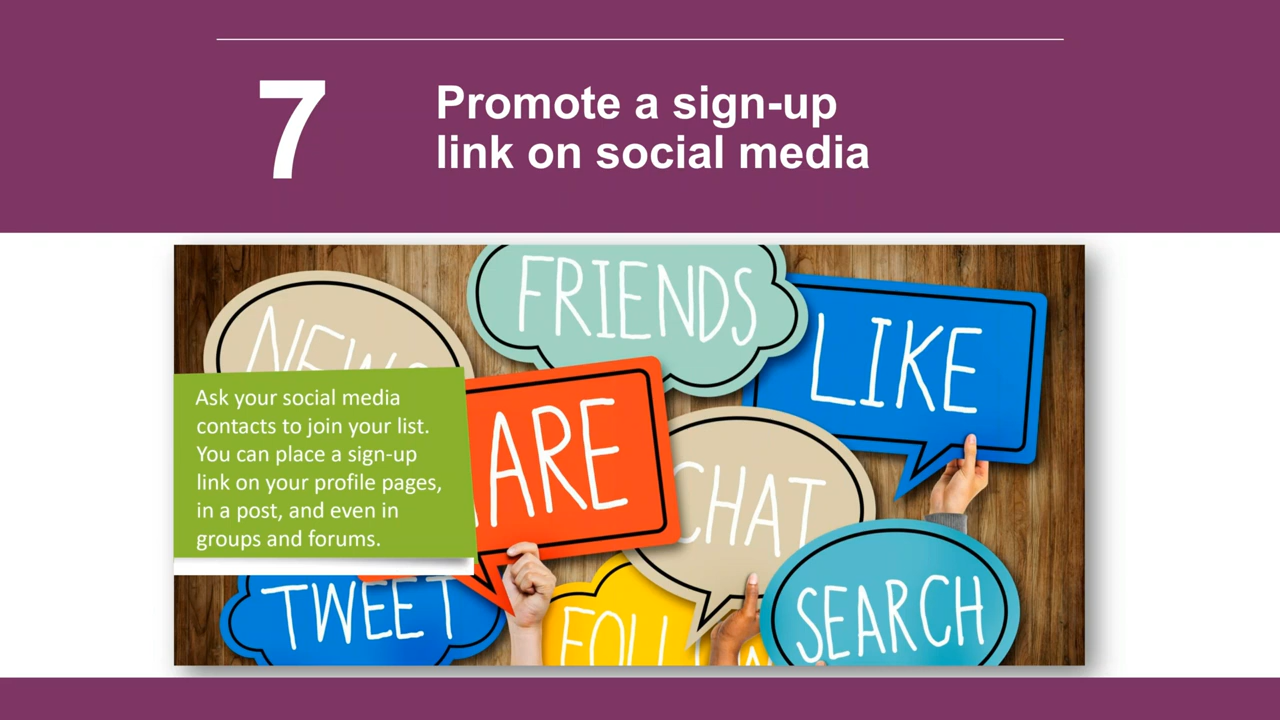 7
Promote a sign-up
link on social media
FRIENDS
LIKE
NEWS
Ask your social media
contacts to join your list.
You can place a sign-up
link on your profile pages,
in a post, and even in
groups and forums.
ARE
CHAT
TWEET
SEARCH